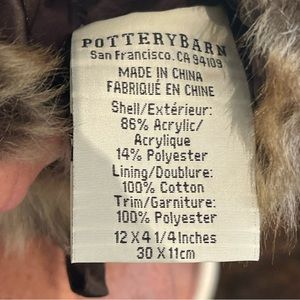 POTTERYBARN
San Francisco, CA 94109
MADE IN CHINA
FABRIQUÉ EN CHINE
Shell/Extérieur:
86% Acrylic/
Acrylique
14% Polyester
Lining/Doublure:
100% Cotton
Trim/Garniture:
100% Polyester
12 X 4 1/4 Inches
30 X 11cm